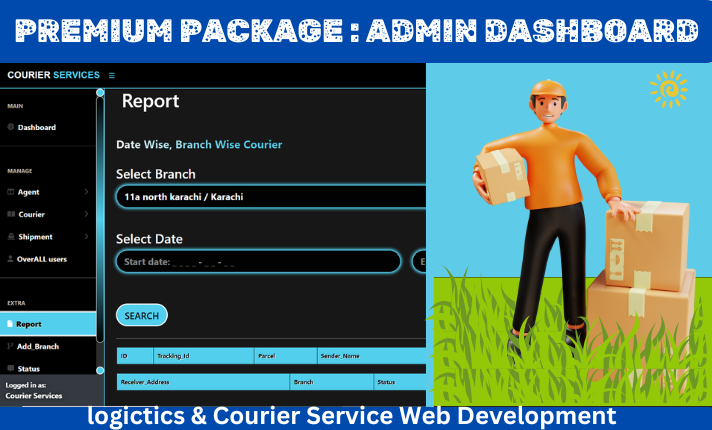 PREMIUM PACKAGE : ADMIN DASHBOARD
COURIER SERVICES
MAIN
Dashboard
MANAGE
Agent
Courier
Shipment
OverALL users
EXTRA
Report
Add_Branch
Status
Logged in as:
Courier Services
Report
Date Wise, Branch Wise Courier
Select Branch
11a north karachi / Karachi
Select Date
Start date: _ _ _ _ - _ _ - _ _
E
SEARCH
ID Tracking_Id Parcel Sender_Name
Receiver_Address Branch Status
logictics & Courier Service Web Development